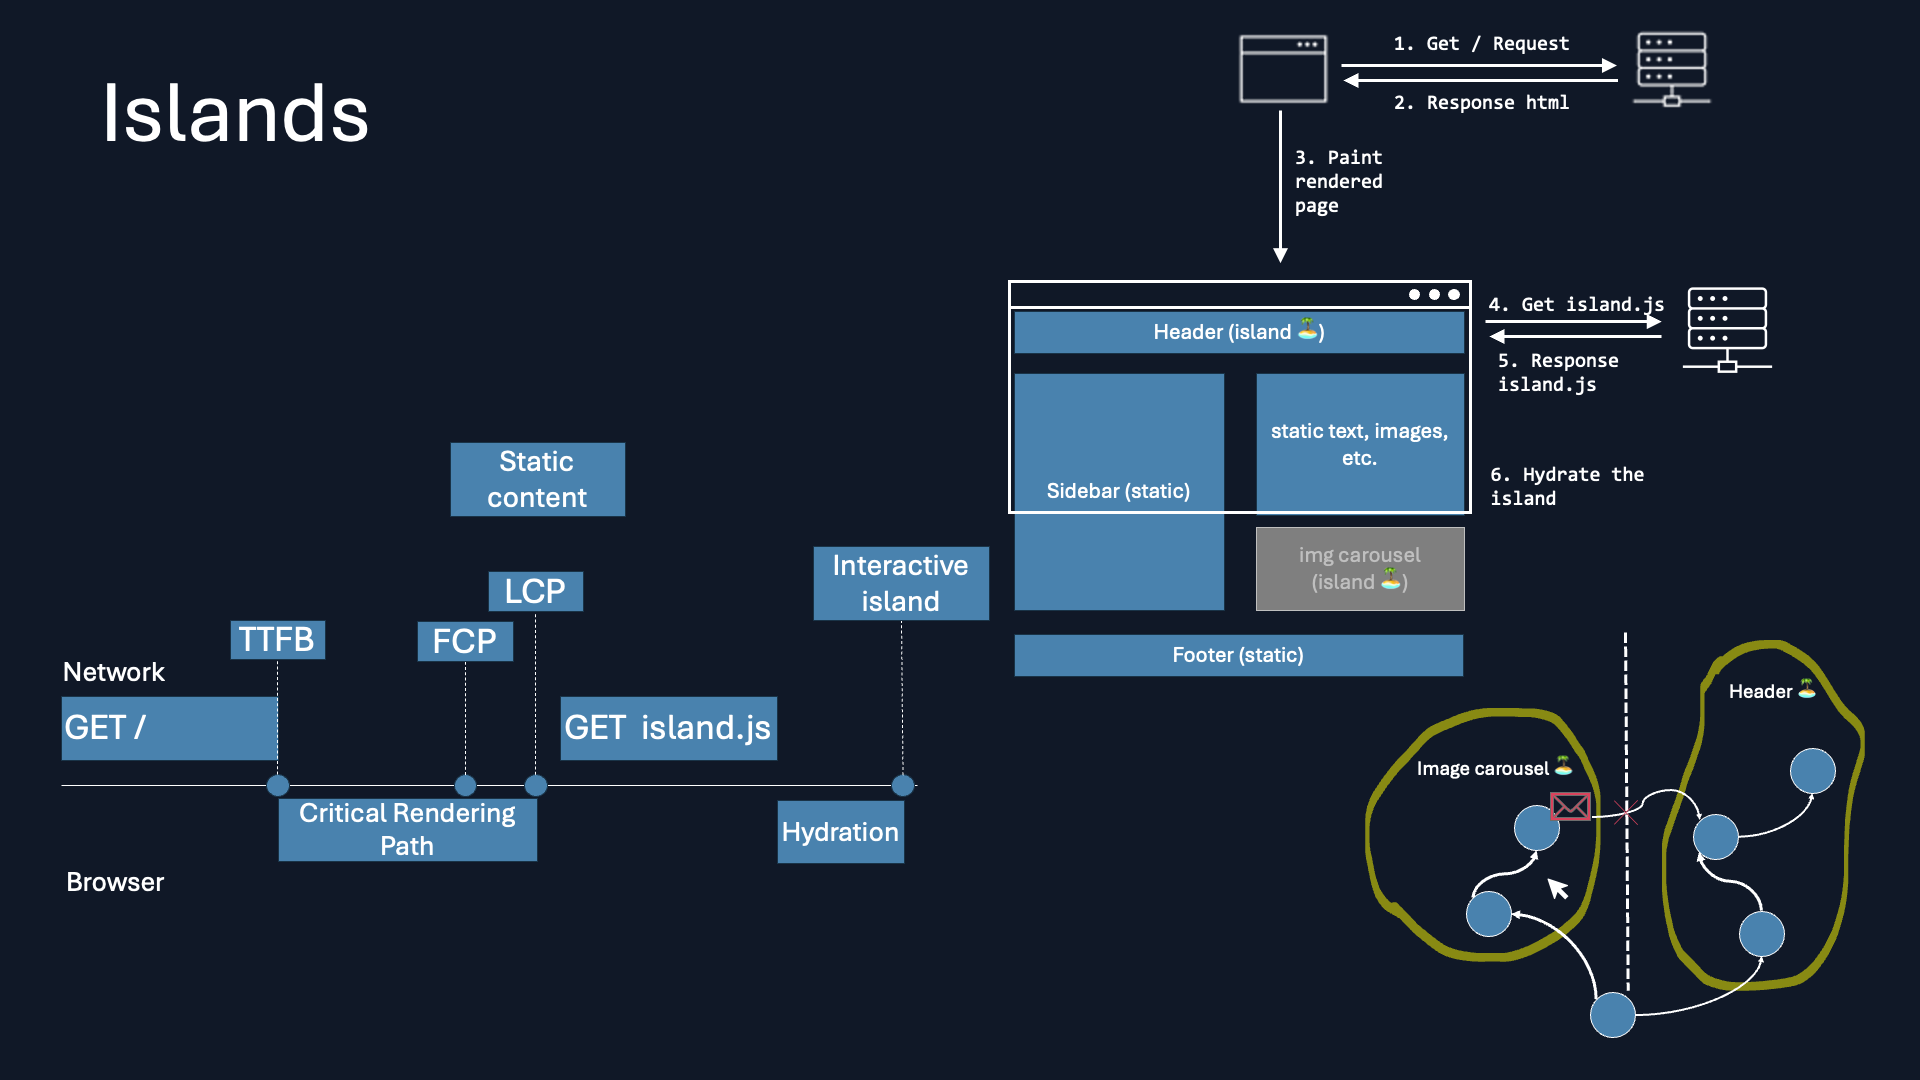 Islands
1. Get / Request
2. Response html
3. Paint
rendered
page
Header (island 🏝️)
4. Get island.js
5. Response
island.js
static text, images,
etc.
Sidebar (static)
6. Hydrate the
island
img carousel
(island 🏝️)
Footer (static)
Static
content
Interactive
island
LCP
TTFB
FCP
Network
GET /
GET island.js
Critical Rendering
Path
Hydration
Browser
Header 🏝️
Image carousel 🏝️